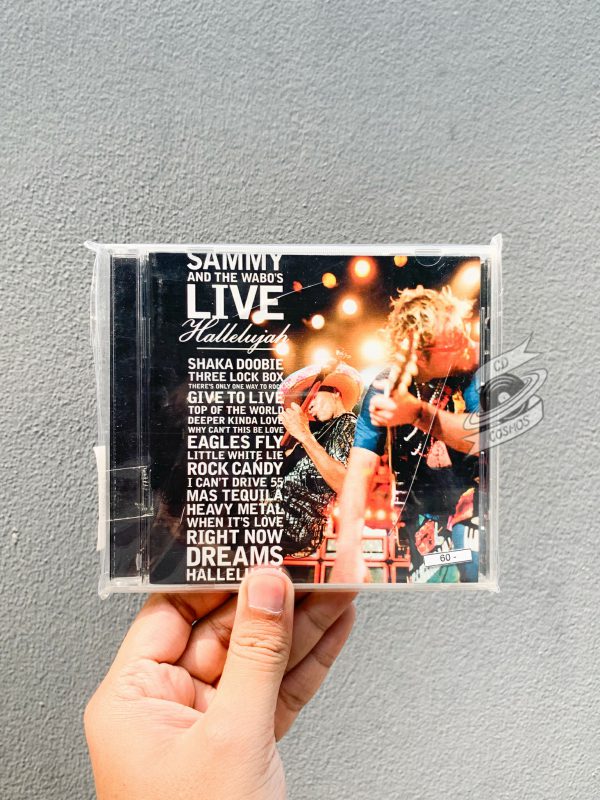 SAMMY
AND THE WABO'S
LIVE
Hallelujah
SHAKA DOOBIE
THREE LOCK BOX
THERE'S ONLY ONE WAY TO ROCK
GIVE TO LIVE
TOP OF THE WORLD
DEEPER KINDA LOVE
WHY CAN'T THIS BE LOVE
EAGLES FLY
LITTLE WHITE LIE
ROCK CANDY
I CAN'T DRIVE 55
MAS TEQUILA
HEAVY METAL
WHEN IT'S LOVE
RIGHT NOW
DREAMS
60 -
CD
COSMOS